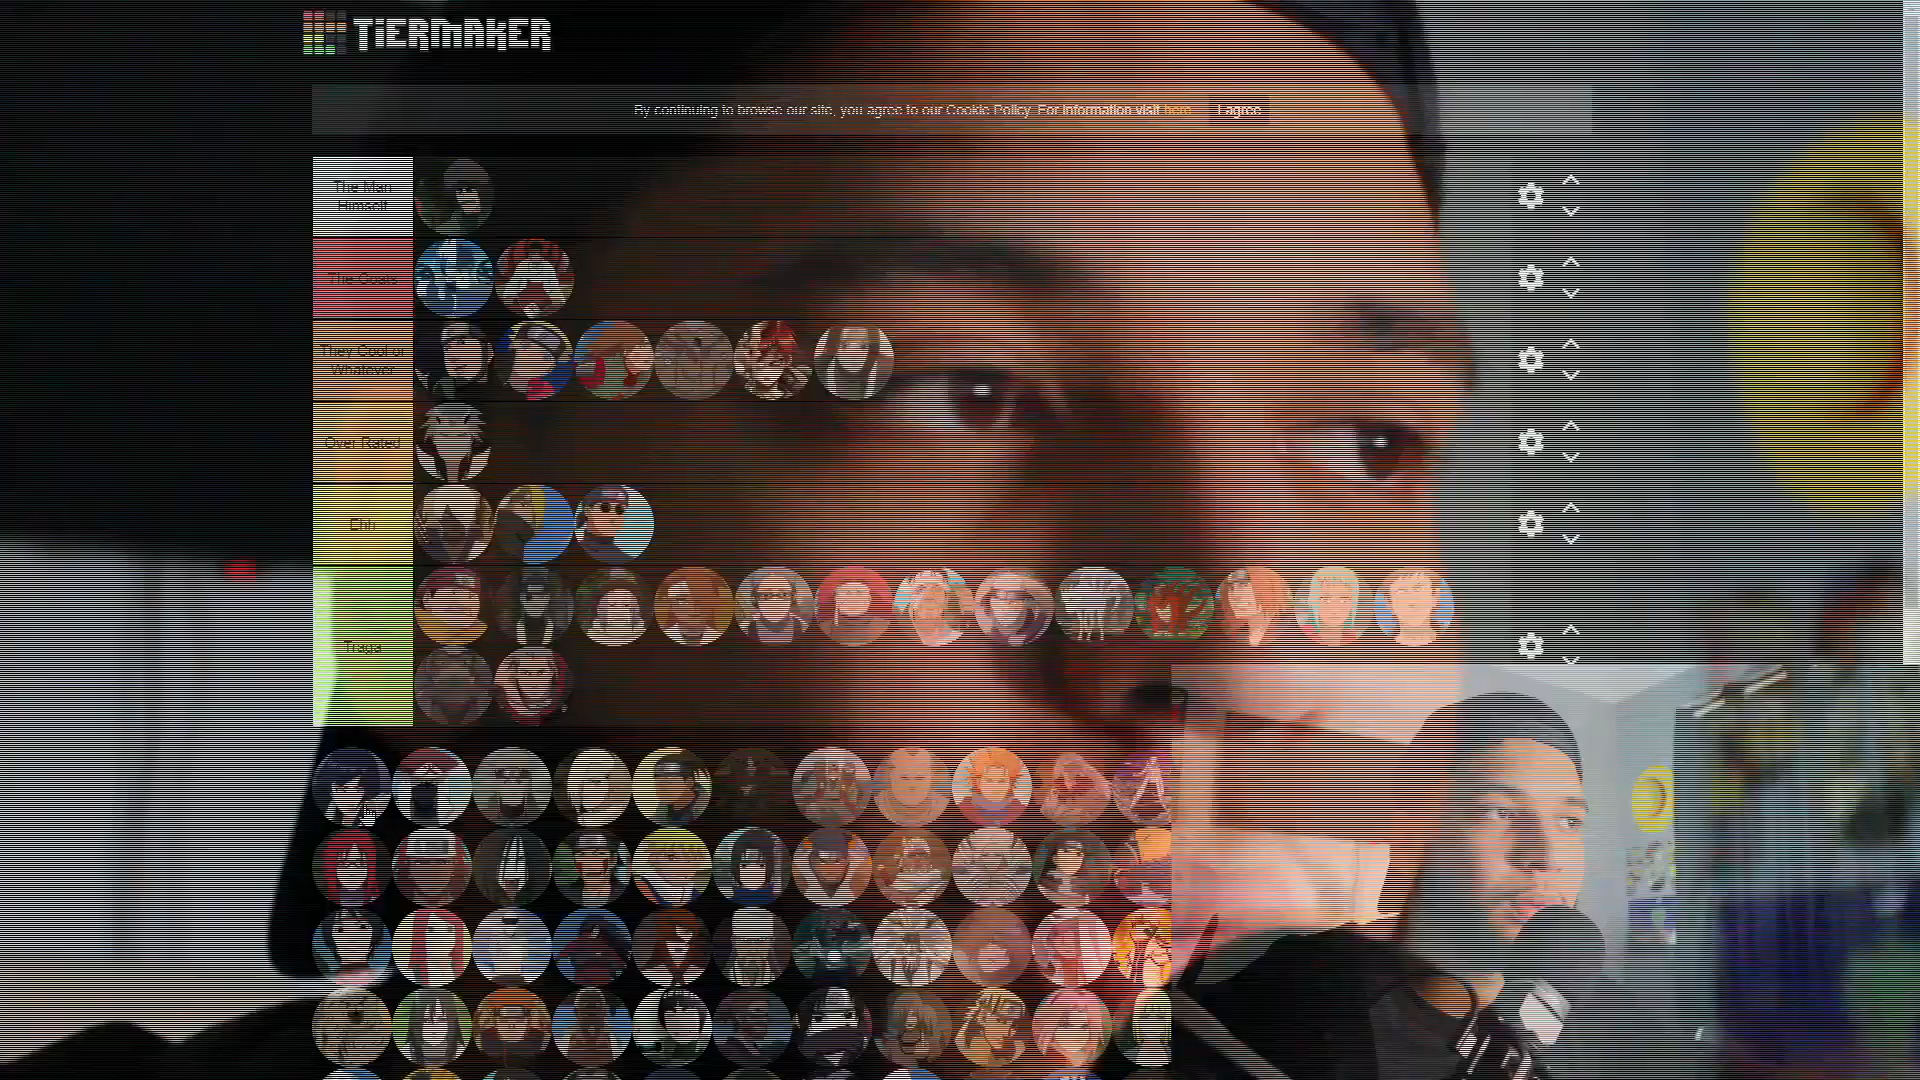 TiERMAKER
By continuing to browse our site, you agree to our Cookie Policy. For information visit here. I agree
The Man
Himself
The Goats
They Cool or
Whatever
Over Rated
Ehh
Traga